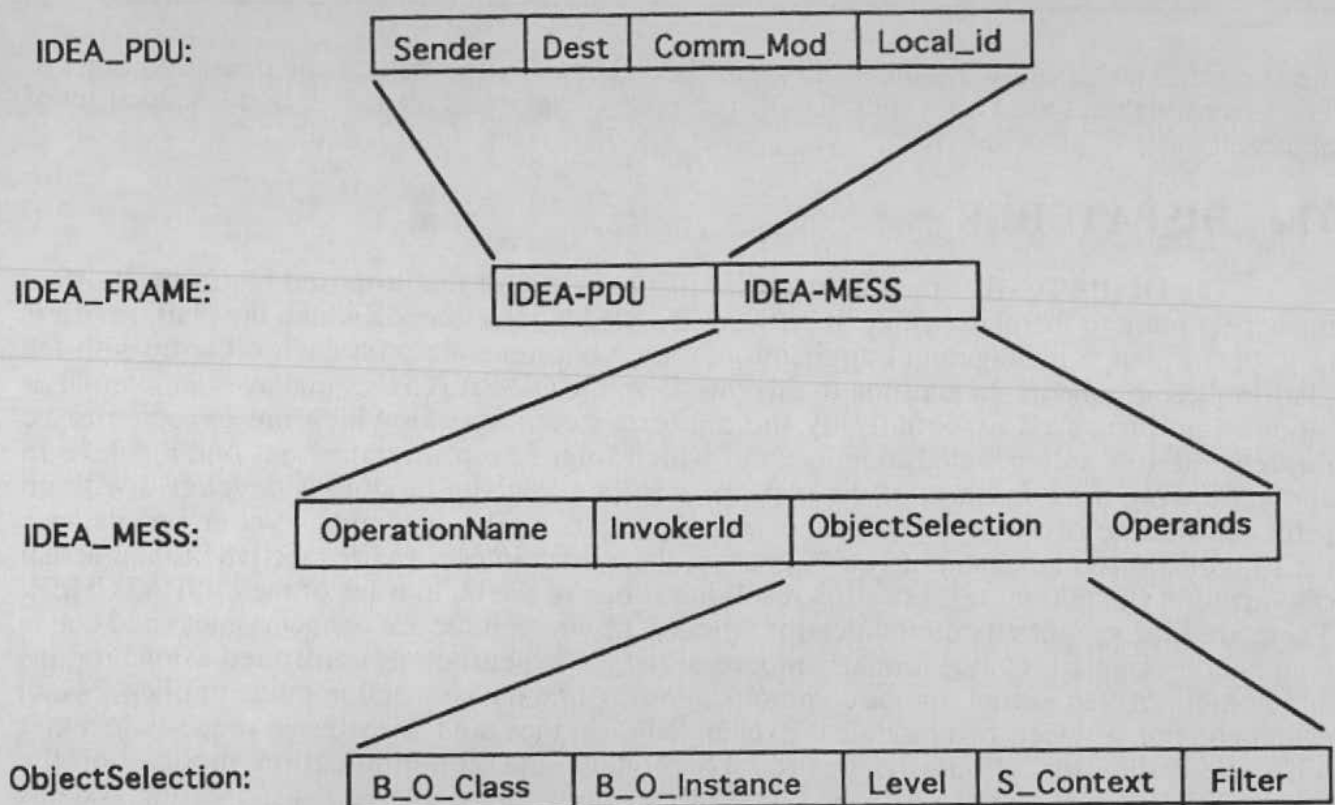 IDEA_PDU: Sender Dest Comm_Mod Local_id
IDEA_FRAME: IDEA-PDU IDEA-MESS
IDEA_MESS: OperationName InvokerId ObjectSelection Operands
ObjectSelection: B_O_Class B_O_Instance Level S_Context Filter